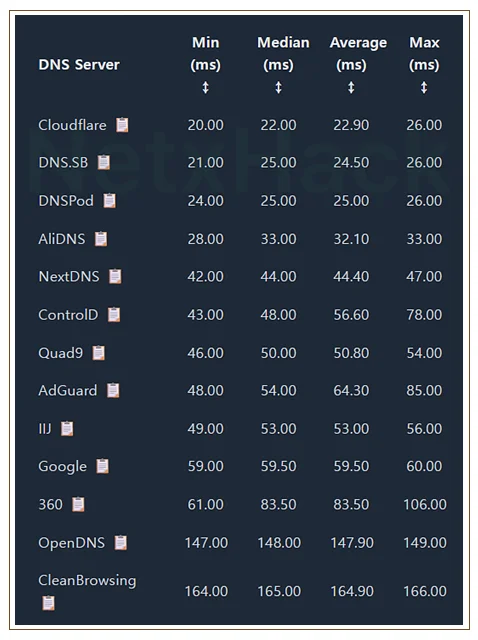 DNS Server Min (ms) ↕ Median (ms) ↕ Average (ms) ↕ Max (ms) ↕
Cloudflare 20.00 22.00 22.90 26.00
DNS.SB 21.00 25.00 24.50 26.00
DNSPod 24.00 25.00 25.00 26.00
AliDNS 28.00 33.00 32.10 33.00
NextDNS 42.00 44.00 44.40 47.00
ControlD 43.00 48.00 56.60 78.00
Quad9 46.00 50.00 50.80 54.00
AdGuard 48.00 54.00 64.30 85.00
IIJ 49.00 53.00 53.00 56.00
Google 59.00 59.50 59.50 60.00
360 61.00 83.50 83.50 106.00
OpenDNS 147.00 148.00 147.90 149.00
CleanBrowsing 164.00 165.00 164.90 166.00
NetxHack